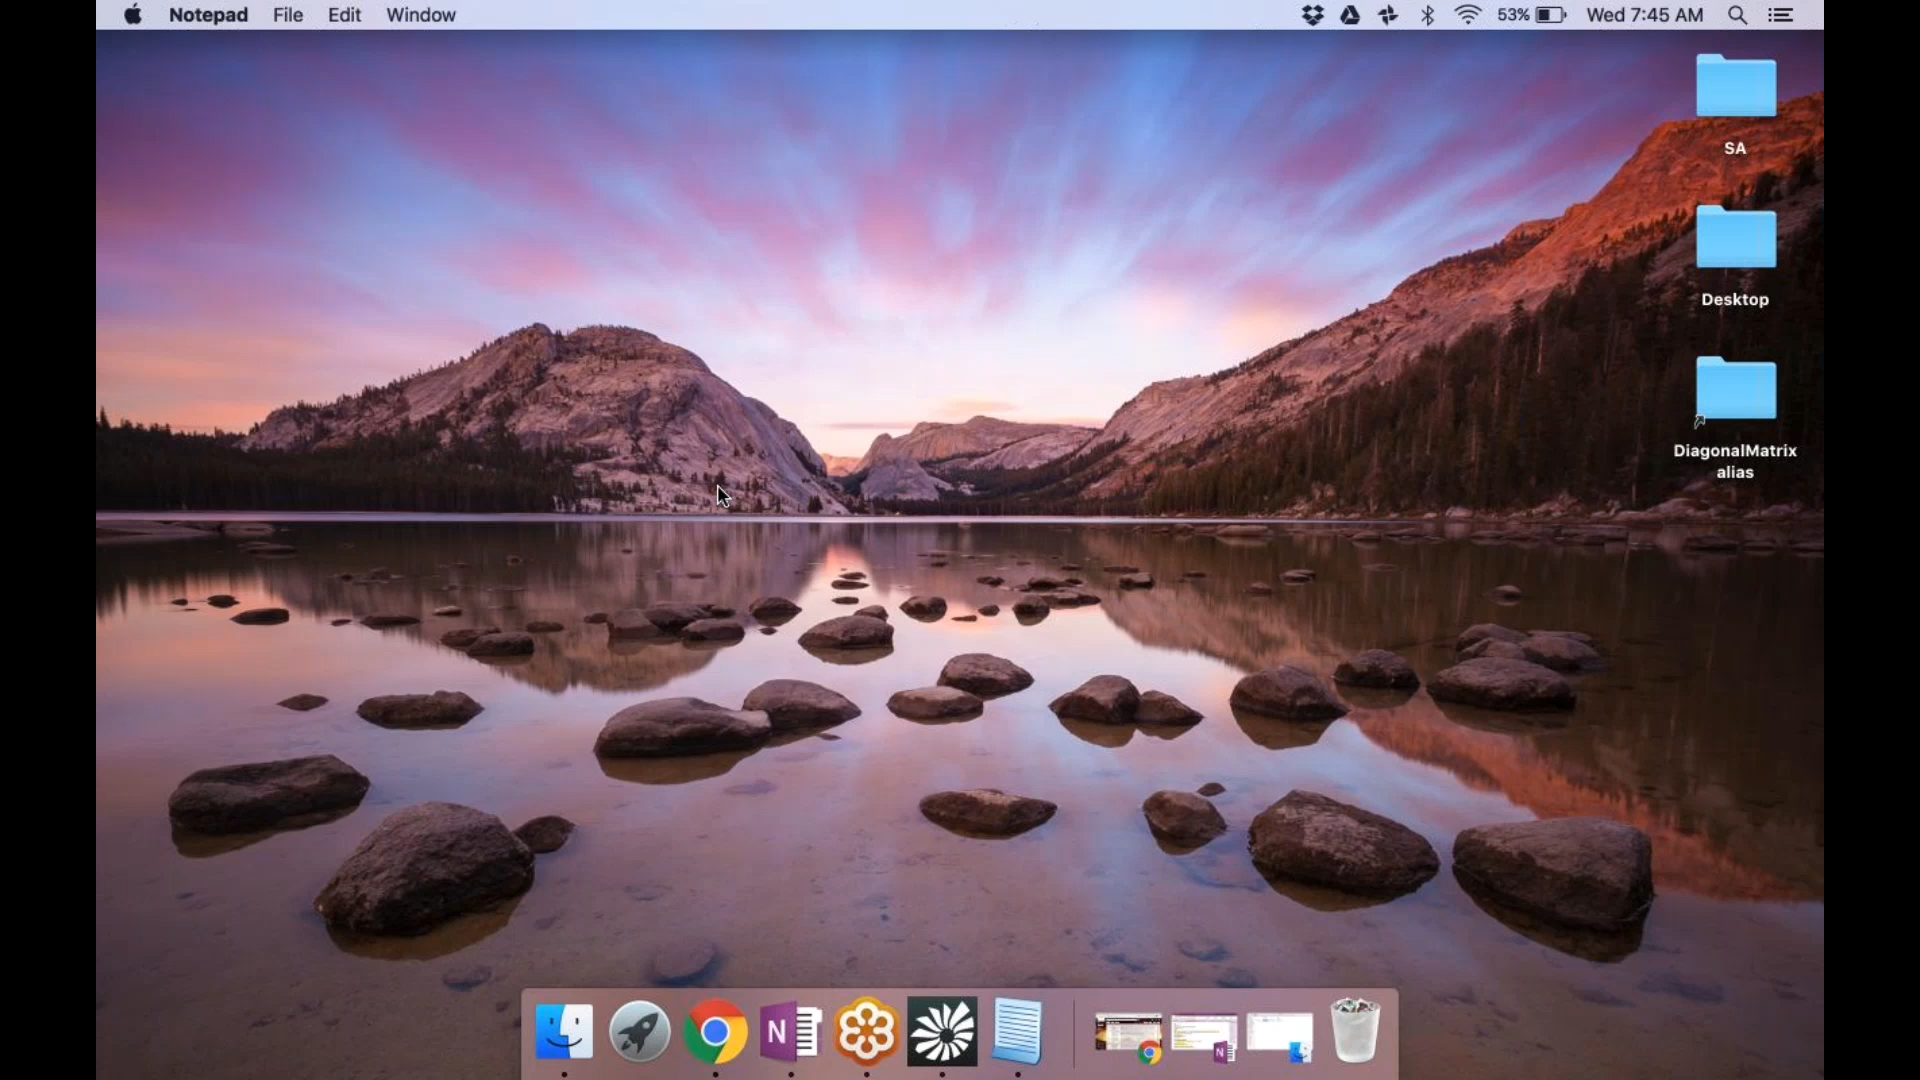 Notepad File Edit Window 53% Wed 7:45 AM
SA
Desktop
DiagonalMatrix
alias
N